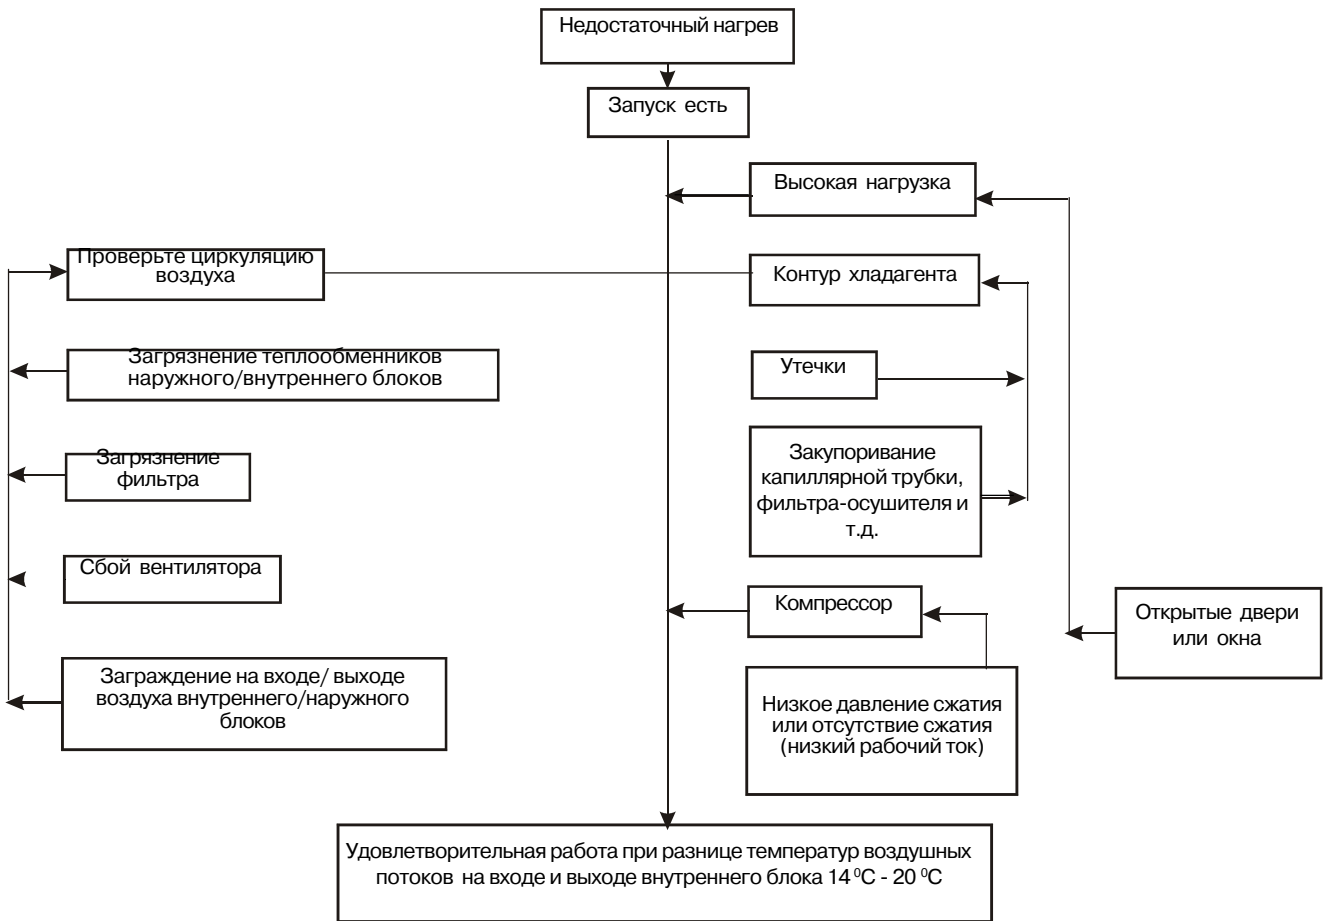 Недостаточный нагрев
Запуск есть
Высокая нагрузка
Проверьте циркуляцию
воздуха
Контур хладагента
Загрязнение теплообменников
наружного/внутреннего блоков
Утечки
Загрязнение
фильтра
Закупоривание
капиллярной трубки,
фильтра-осушителя и
т.д.
Сбой вентилятора
Компрессор
Открытые двери
или окна
Заграждение на входе/ выходе
воздуха внутреннего/наружного
блоков
Низкое давление сжатия
или отсутствие сжатия
(низкий рабочий ток)
Удовлетворительная работа при разнице температур воздушных
потоков на входе и выходе внутреннего блока 14 ⁰С - 20 ⁰С